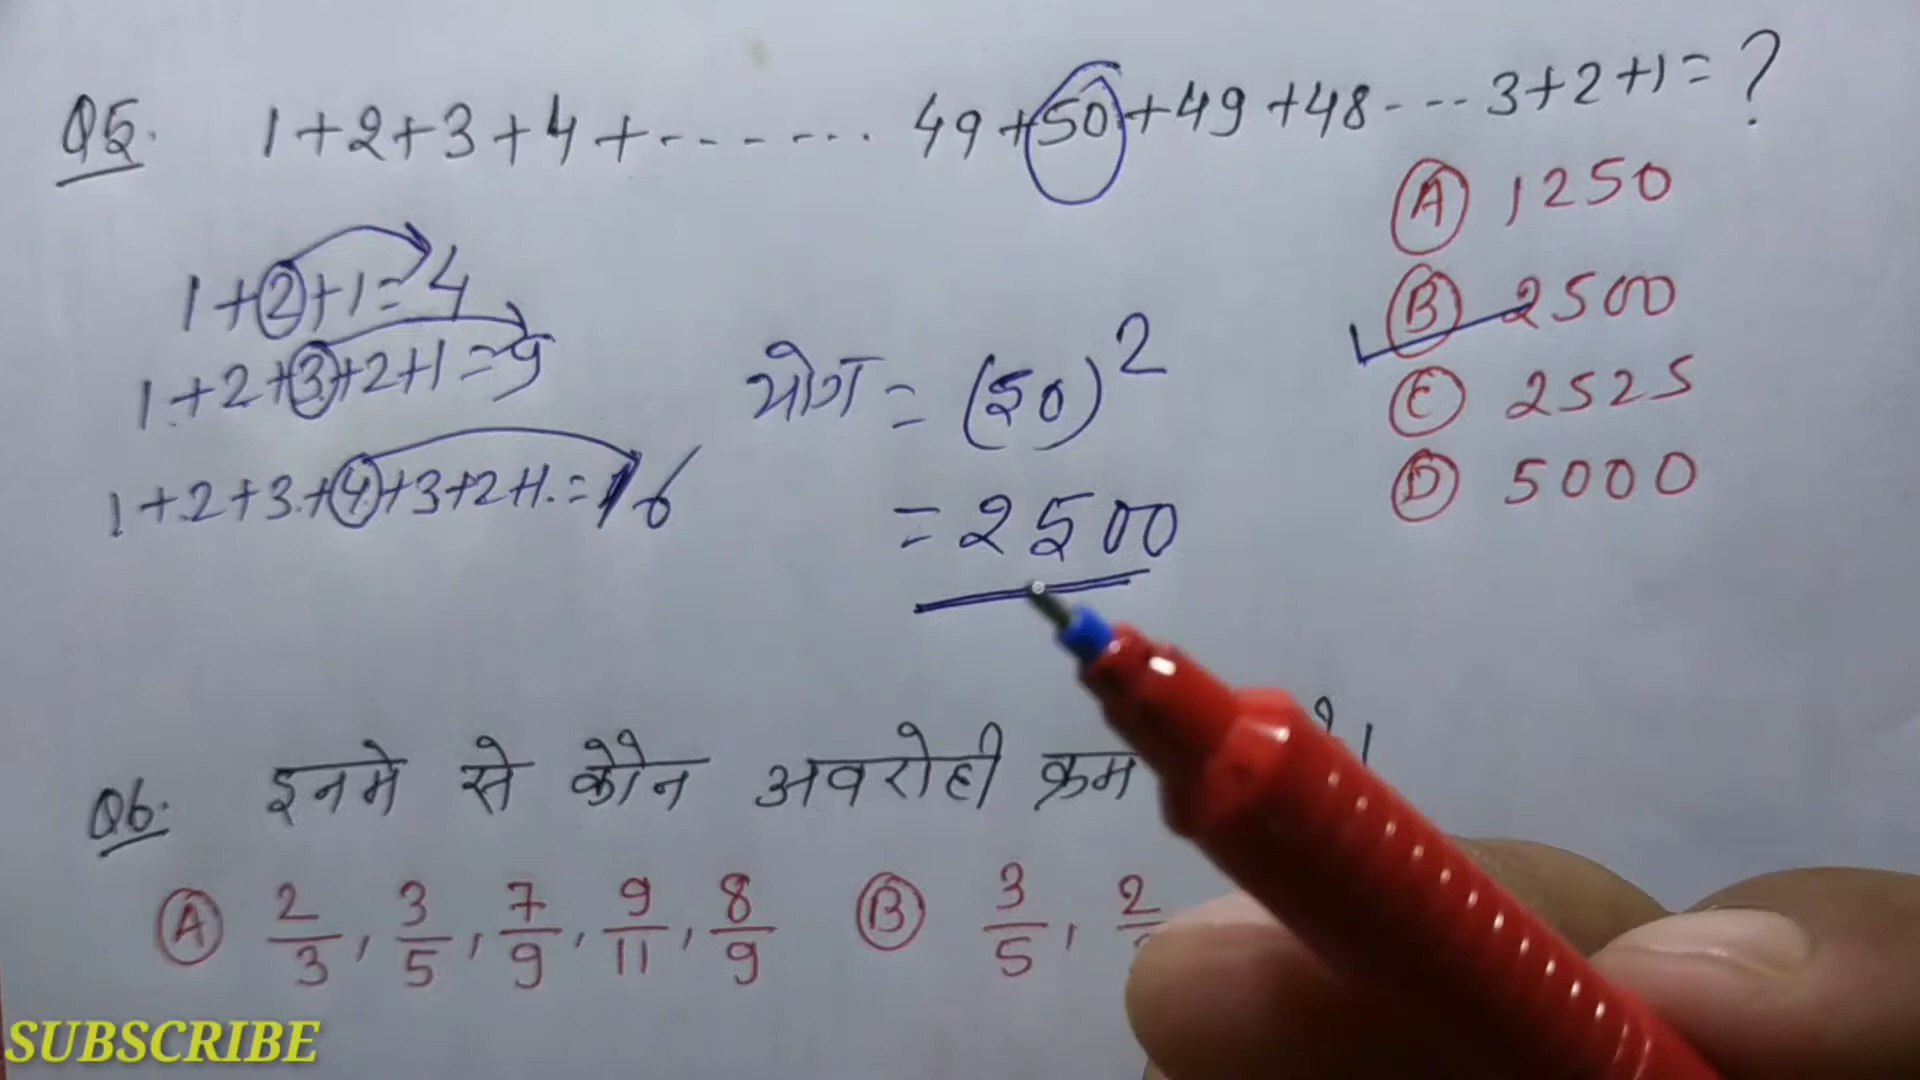 Q5. 1+2+3+4+------... 49+50+49+48---3+2+1=?
Ⓐ 1250
Ⓑ 2500
Ⓒ 2525
Ⓓ 5000
1+2+1=4
1+2+3+2+1=9
1+2+3+4+3+2+1.=16
योग = (50)²
=2500
Q6. इनमे से कौन अवरोही क्रम
Ⓐ 2/3, 3/5, 7/9, 9/11, 8/9 Ⓑ 3/5,
SUBSCRIBE